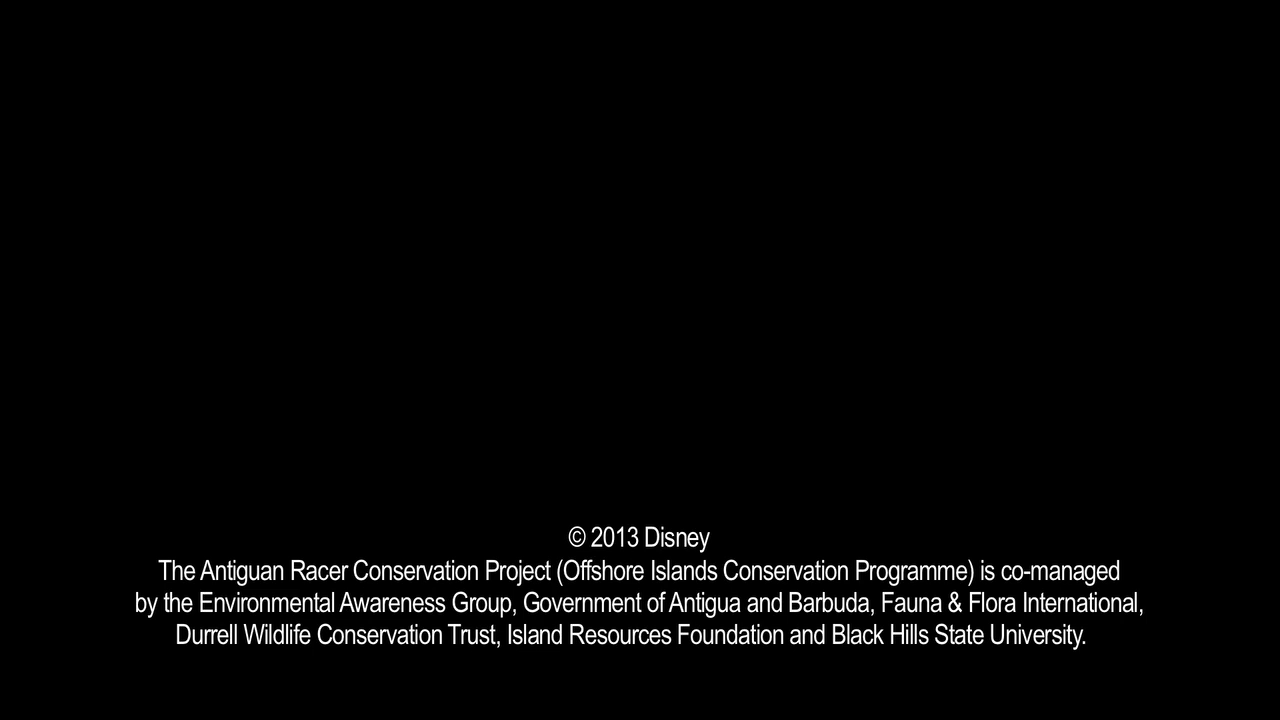 © 2013 Disney
The Antiguan Racer Conservation Project (Offshore Islands Conservation Programme) is co-managed
by the Environmental Awareness Group, Government of Antigua and Barbuda, Fauna & Flora International,
Durrell Wildlife Conservation Trust, Island Resources Foundation and Black Hills State University.